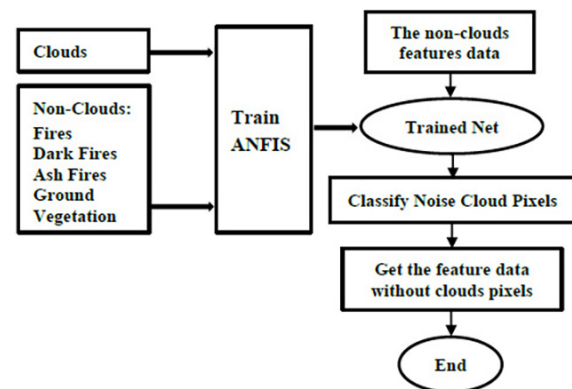 Clouds
Non-Clouds:
Fires
Dark Fires
Ash Fires
Ground
Vegetation
Train
ANFIS
The non-clouds
features data
Trained Net
Classify Noise Cloud Pixels
Get the feature data
without clouds pixels
End